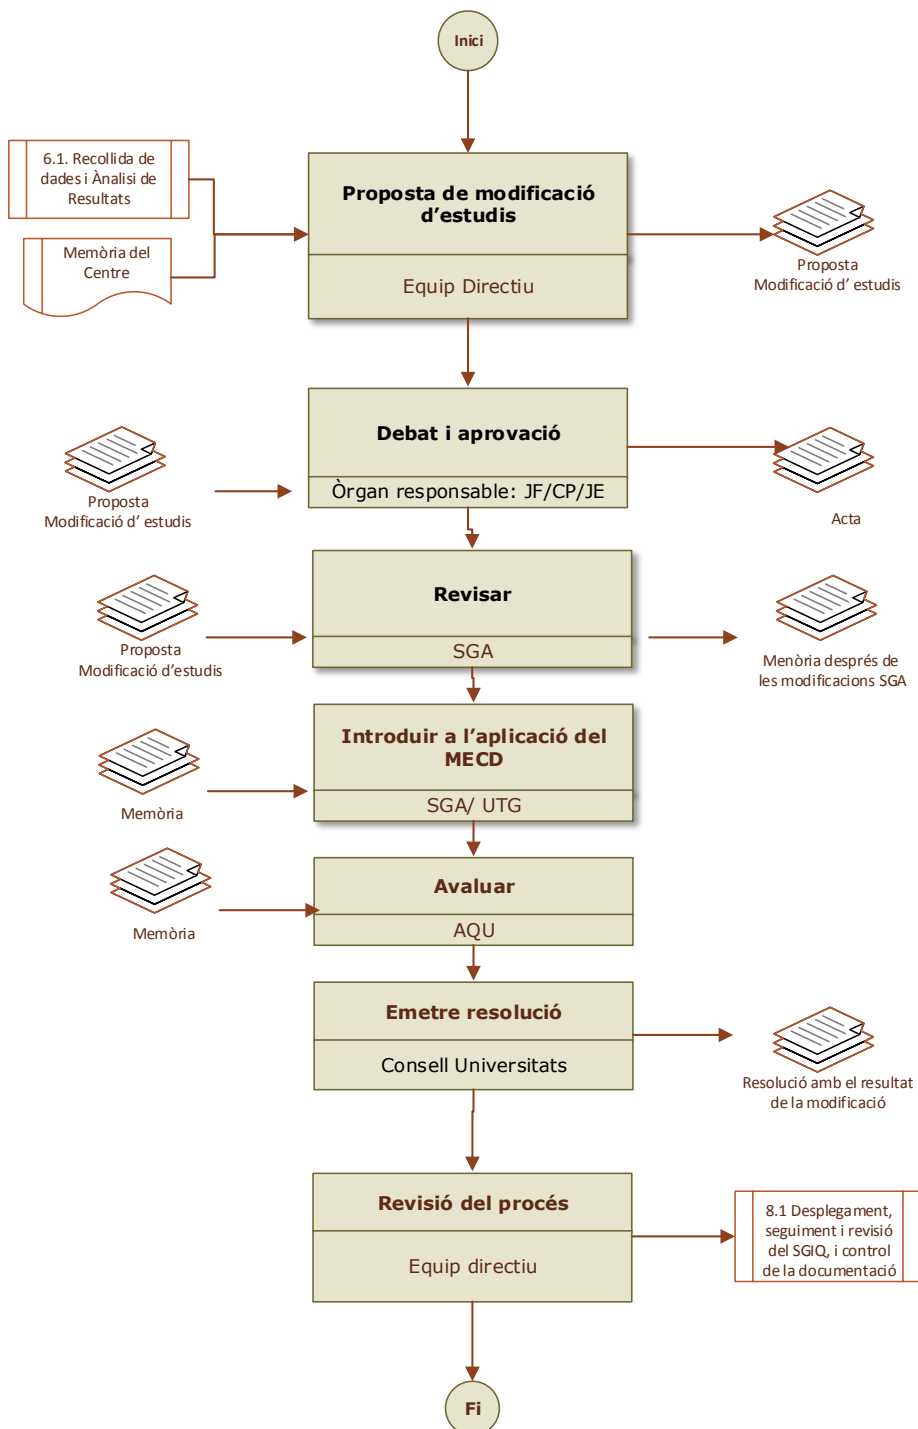 Inici
6.1. Recollida de
dades i Ànalisi de
Resultats
Memòria del
Centre
Proposta de modificació
d’estudis
Equip Directiu
Proposta
Modificació d’ estudis
Debat i aprovació
Òrgan responsable: JF/CP/JE
Proposta
Modificació d’ estudis
Acta
Revisar
SGA
Proposta
Modificació d’estudis
Menòria després de
les modificacions SGA
Introduir a l’aplicació del
MECD
SGA/ UTG
Memòria
Avaluar
AQU
Memòria
Emetre resolució
Consell Universitats
Resolució amb el resultat
de la modificació
Revisió del procés
Equip directiu
8.1 Desplegament,
seguiment i revisió
del SGIQ, i control
de la documentació
Fi